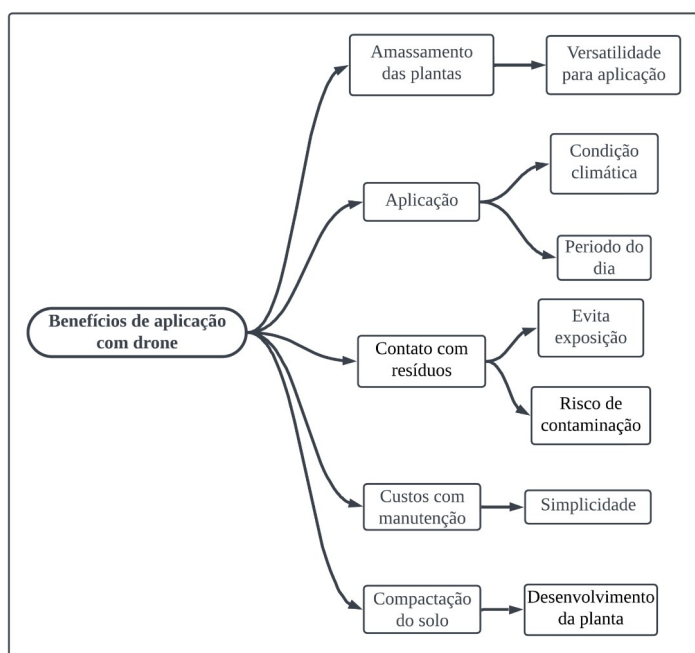 Benefícios de aplicação
com drone
Amassamento
das plantas
Versatilidade
para aplicação
Aplicação
Condição
climática
Periodo do
dia
Contato com
resíduos
Evita
exposição
Risco de
contaminação
Custos com
manutenção
Simplicidade
Compactação
do solo
Desenvolvimento
da planta